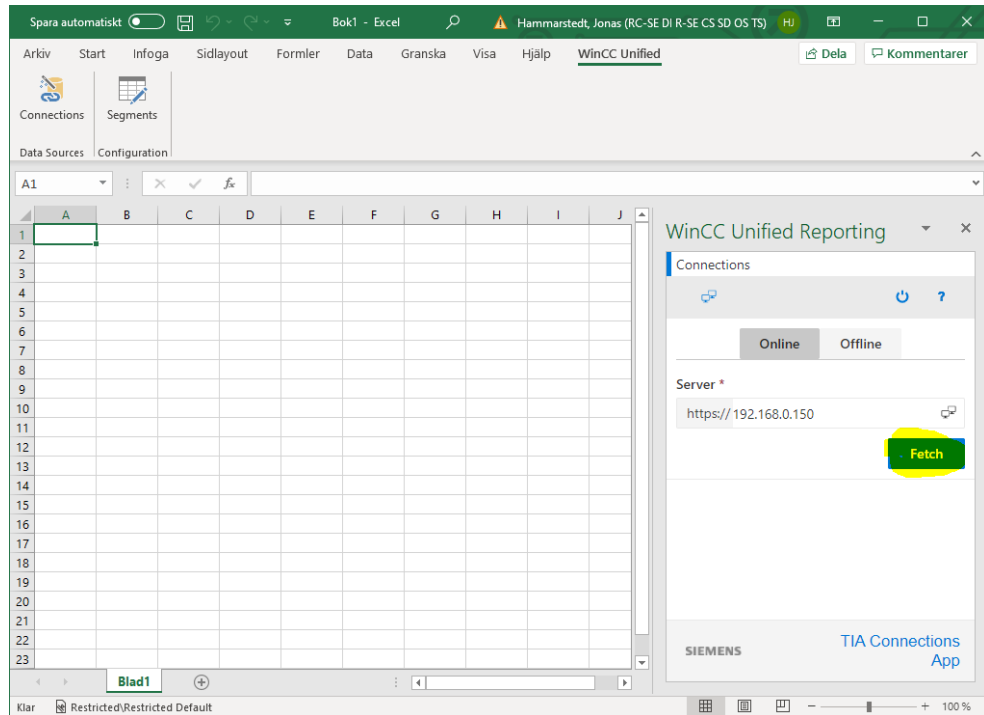 Spara automatiskt
Bok1 - Excel
Hammarstedt, Jonas (RC-SE DI R-SE CS SD OS TS)
HJ
Arkiv Start Infoga Sidlayout Formler Data Granska Visa Hjälp WinCC Unified
Dela
Kommentarer
Connections
Segments
Data Sources
Configuration
A1
fx
A B C D E F G H I J
1
2
3
4
5
6
7
8
9
10
11
12
13
14
15
16
17
18
19
20
21
22
23
WinCC Unified Reporting
Connections
?
Online Offline
Server *
https:// 192.168.0.150
Fetch
SIEMENS
TIA Connections
App
Blad1
Klar
Restricted\Restricted Default
100 %